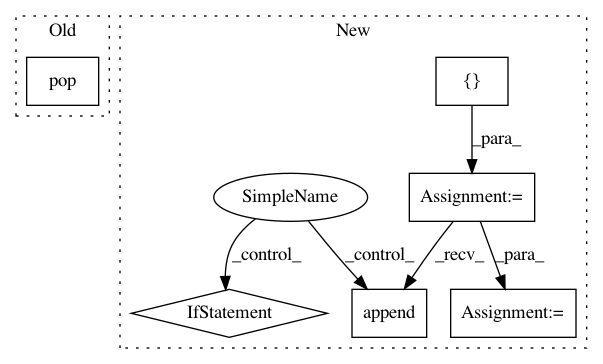 Old
New
pop
{}
_para_
SimpleName
Assignment:=
_control_
_control_
_recv_
_para_
IfStatement
append
Assignment:=